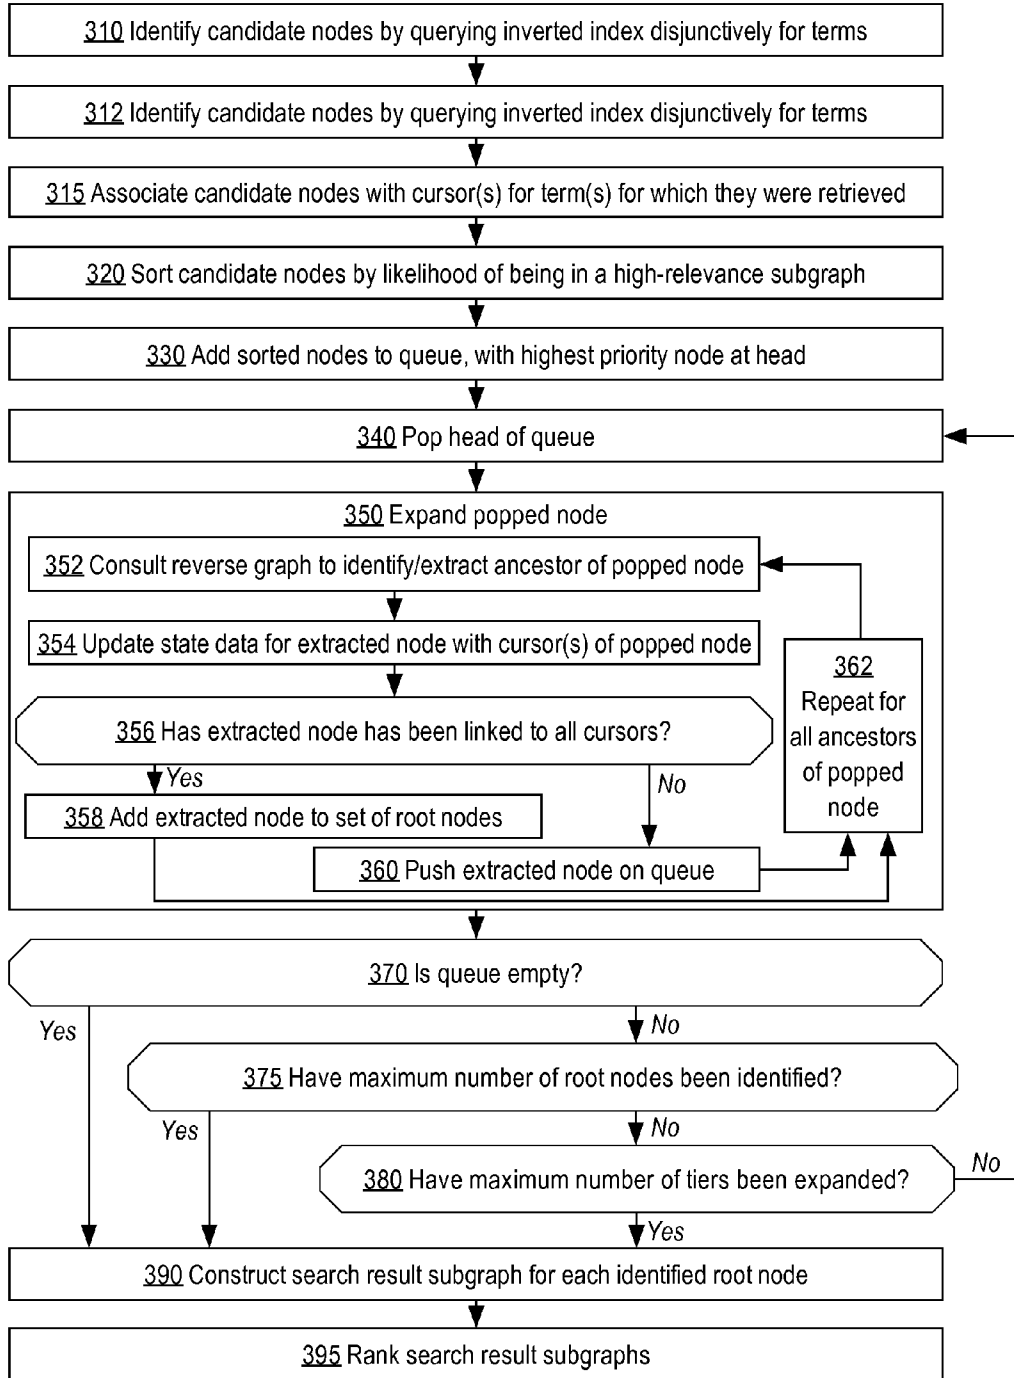 310 Identify candidate nodes by querying inverted index disjunctively for terms
312 Identify candidate nodes by querying inverted index disjunctively for terms
315 Associate candidate nodes with cursor(s) for term(s) for which they were retrieved
320 Sort candidate nodes by likelihood of being in a high-relevance subgraph
330 Add sorted nodes to queue, with highest priority node at head
340 Pop head of queue
350 Expand popped node
352 Consult reverse graph to identify/extract ancestor of popped node
354 Update state data for extracted node with cursor(s) of popped node
356 Has extracted node has been linked to all cursors?
Yes
No
358 Add extracted node to set of root nodes
360 Push extracted node on queue
362
Repeat for
all ancestors
of popped
node
370 Is queue empty?
Yes
No
375 Have maximum number of root nodes been identified?
Yes
No
380 Have maximum number of tiers been expanded?
No
Yes
390 Construct search result subgraph for each identified root node
395 Rank search result subgraphs